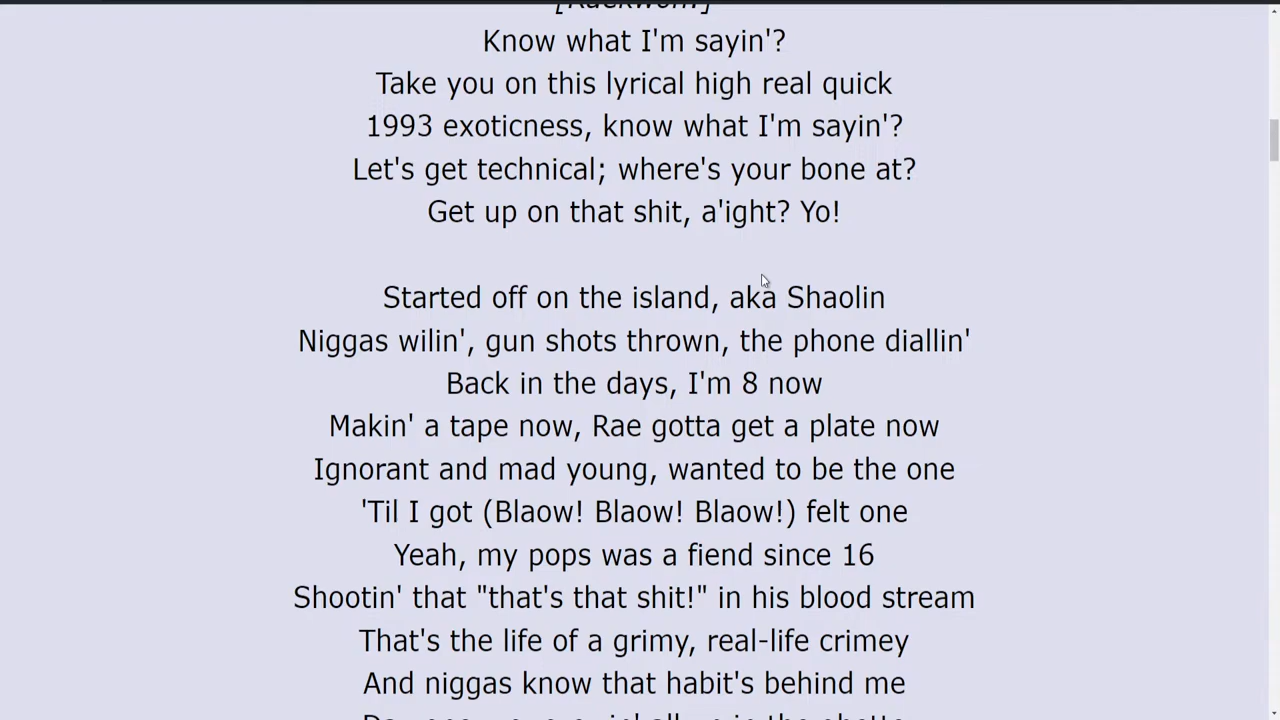 [Raekwon:]
Know what I'm sayin'?
Take you on this lyrical high real quick
1993 exoticness, know what I'm sayin'?
Let's get technical; where's your bone at?
Get up on that shit, a'ight? Yo!
Started off on the island, aka Shaolin
Niggas wilin', gun shots thrown, the phone diallin'
Back in the days, I'm 8 now
Makin' a tape now, Rae gotta get a plate now
Ignorant and mad young, wanted to be the one
'Til I got (Blaow! Blaow! Blaow!) felt one
Yeah, my pops was a fiend since 16
Shootin' that "that's that shit!" in his blood stream
That's the life of a grimy, real-life crimey
And niggas know that habit's behind me